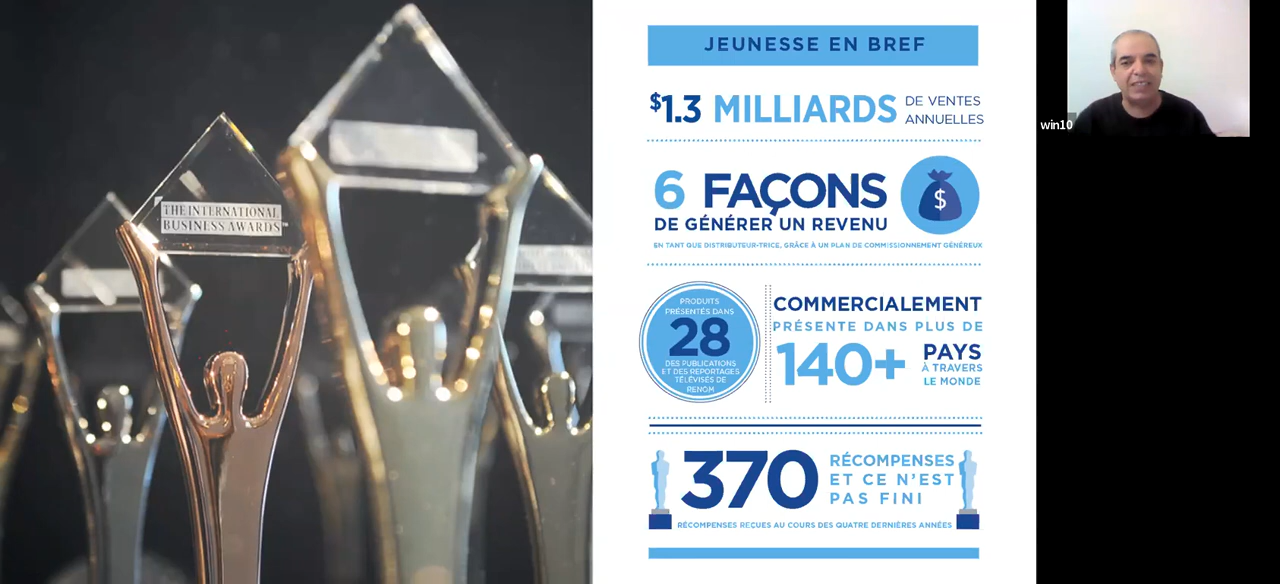 THE INTERNATIONAL
BUSINESS AWARDS
JEUNESSE EN BREF
$1.3 MILLIARDS DE VENTES
ANNUELLES
6 FAÇONS
DE GÉNÉRER UN REVENU
$
EN TANT QUE DISTRIBUTEUR·TRICE, GRÂCE À UN PLAN DE COMMISSIONNEMENT GÉNÉREUX
PRODUITS
PRÉSENTÉS DANS
28
DES PUBLICATIONS
ET DES REPORTAGES
TÉLÉVISÉS DE
RENOM
COMMERCIALEMENT
PRÉSENTE DANS PLUS DE
140+ PAYS
À TRAVERS
LE MONDE
370 RÉCOMPENSES
ET CE N'EST
PAS FINI
RÉCOMPENSES REÇUES AU COURS DES QUATRE DERNIÈRES ANNÉES
win10